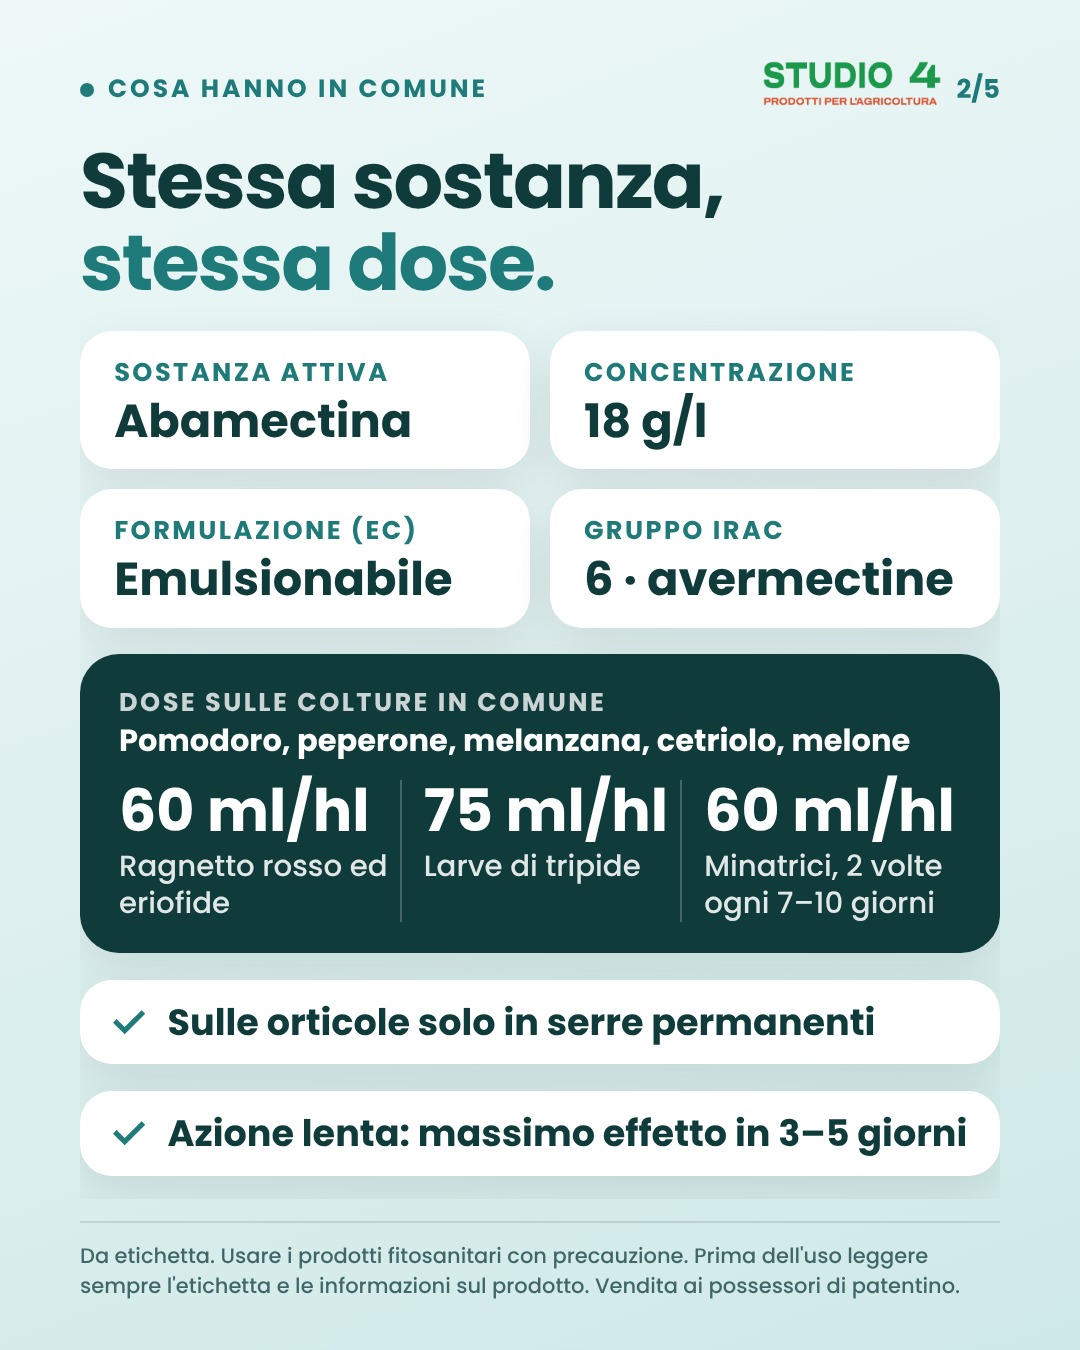 COSA HANNO IN COMUNE
STUDIO 4
PRODOTTI PER L'AGRICOLTURA
2/5
Stessa sostanza,
stessa dose.
SOSTANZA ATTIVA
Abamectina
CONCENTRAZIONE
18 g/l
FORMULAZIONE (EC)
Emulsionabile
GRUPPO IRAC
6 · avermectine
DOSE SULLE COLTURE IN COMUNE
Pomodoro, peperone, melanzana, cetriolo, melone
60 ml/hl
Ragnetto rosso ed
eriofide
75 ml/hl
Larve di tripide
60 ml/hl
Minatrici, 2 volte
ogni 7–10 giorni
Sulle orticole solo in serre permanenti
Azione lenta: massimo effetto in 3–5 giorni
Da etichetta. Usare i prodotti fitosanitari con precauzione. Prima dell'uso leggere
sempre l'etichetta e le informazioni sul prodotto. Vendita ai possessori di patentino.